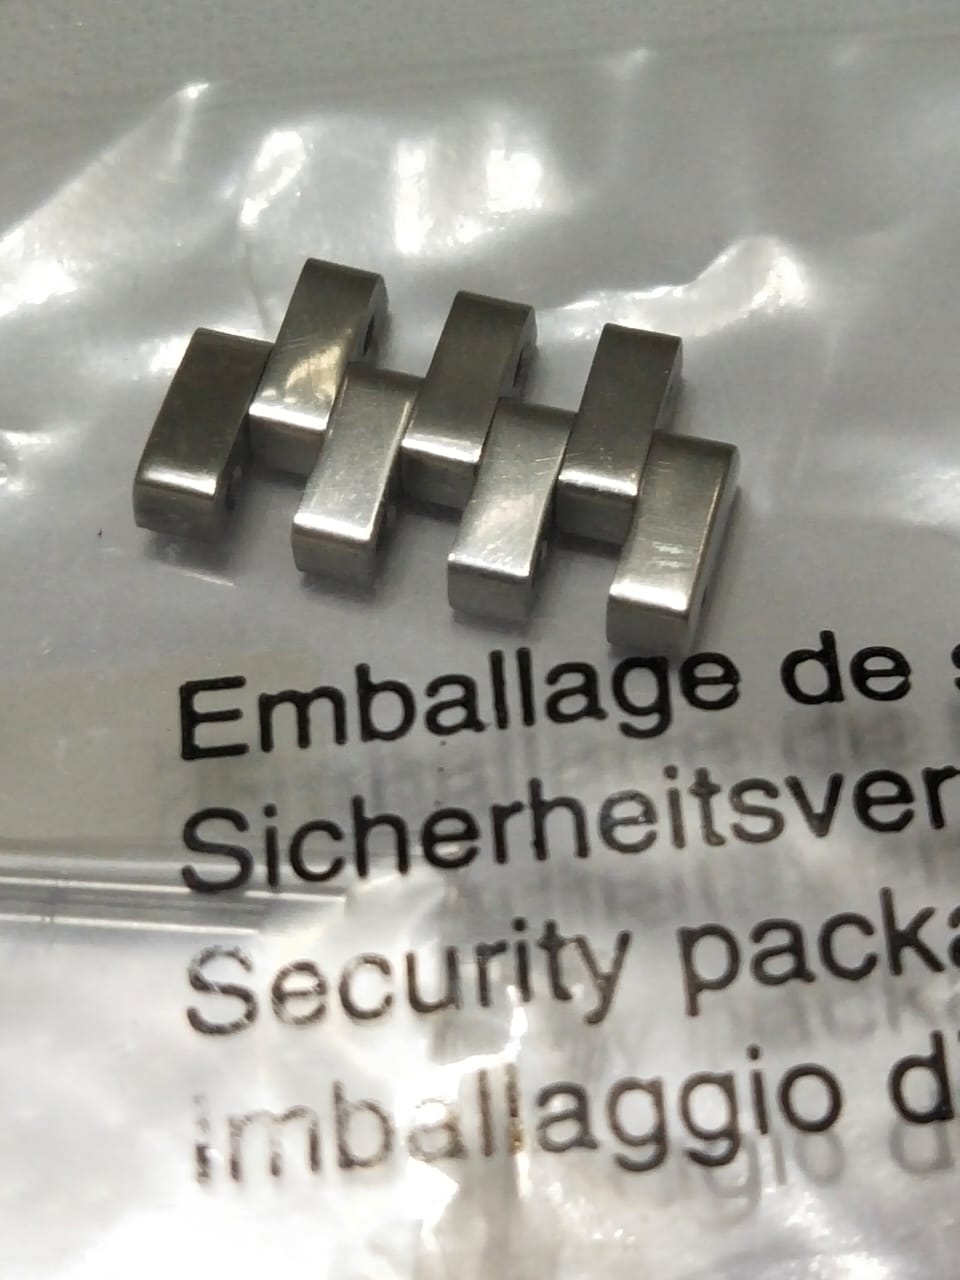 Emballage de s
Sicherheitsver
Security packa
imballaggio d'